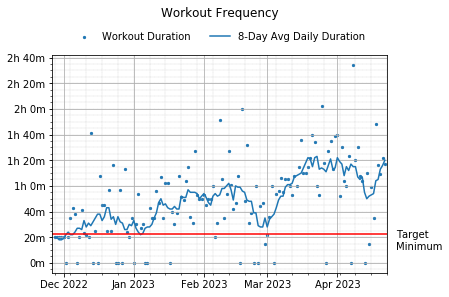 Workout Frequency
Workout Duration
8-Day Avg Daily Duration
2h 40m
2h 20m
2h 0m
1h 40m
1h 20m
1h 0m
40m
20m
0m
Target
Minimum
Dec 2022
Jan 2023
Feb 2023
Mar 2023
Apr 2023